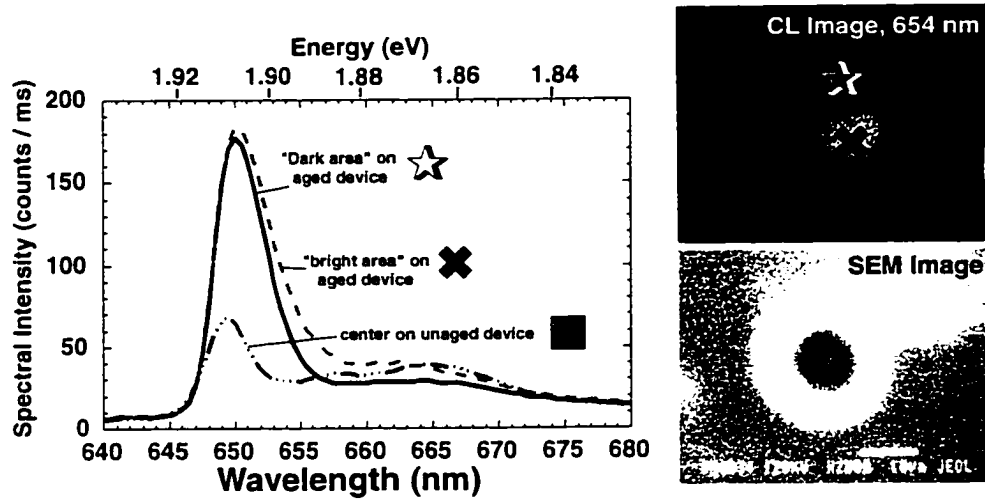 Energy (eV)
1.92 1.90 1.88 1.86 1.84
Spectral Intensity (counts / ms)
200
150
100
50
0
"Dark area" on
aged device
"bright area" on
aged device
center on unaged device
640 645 650 655 660 665 670 675 680
Wavelength (nm)
CL Image, 654 nm
SEM Image
JEOL